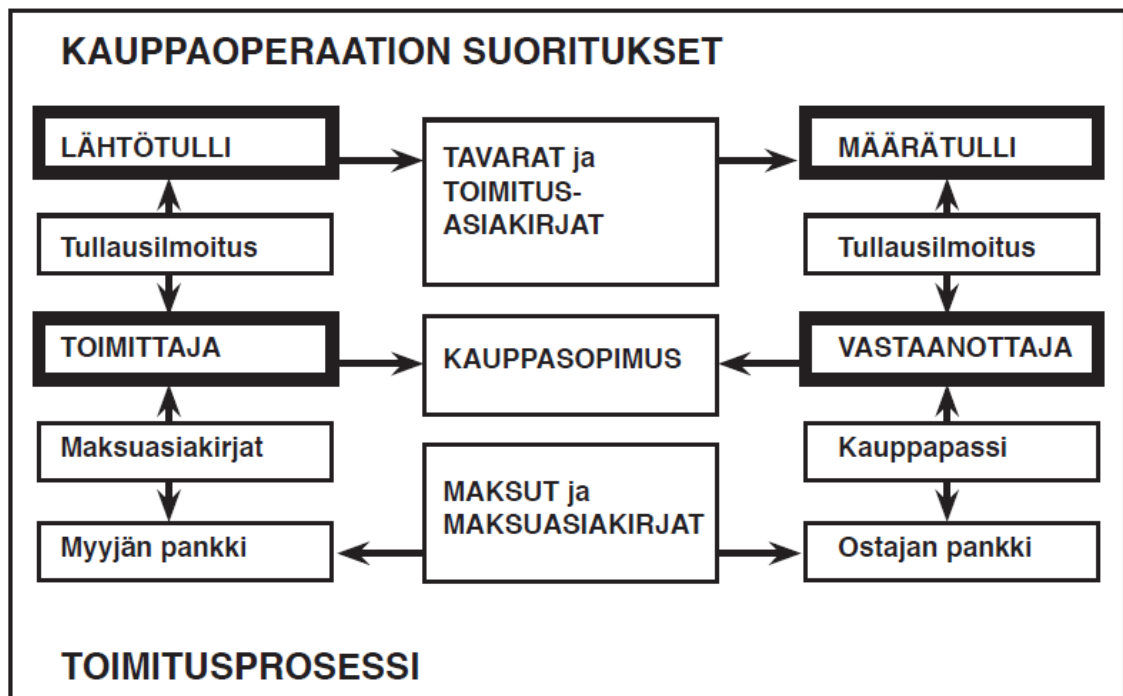 KAUPPAOPERAATION SUORITUKSET
LÄHTÖTULLI
TAVARAT ja
TOIMITUS-
ASIAKIRJAT
MÄÄRÄTULLI
Tullausilmoitus
Tullausilmoitus
TOIMITTAJA
KAUPPASOPIMUS
VASTAANOTTAJA
Maksuasiakirjat
MAKSUT ja
MAKSUASIAKIRJAT
Kauppapassi
Myyjän pankki
Ostajan pankki
TOIMITUSPROSESSI